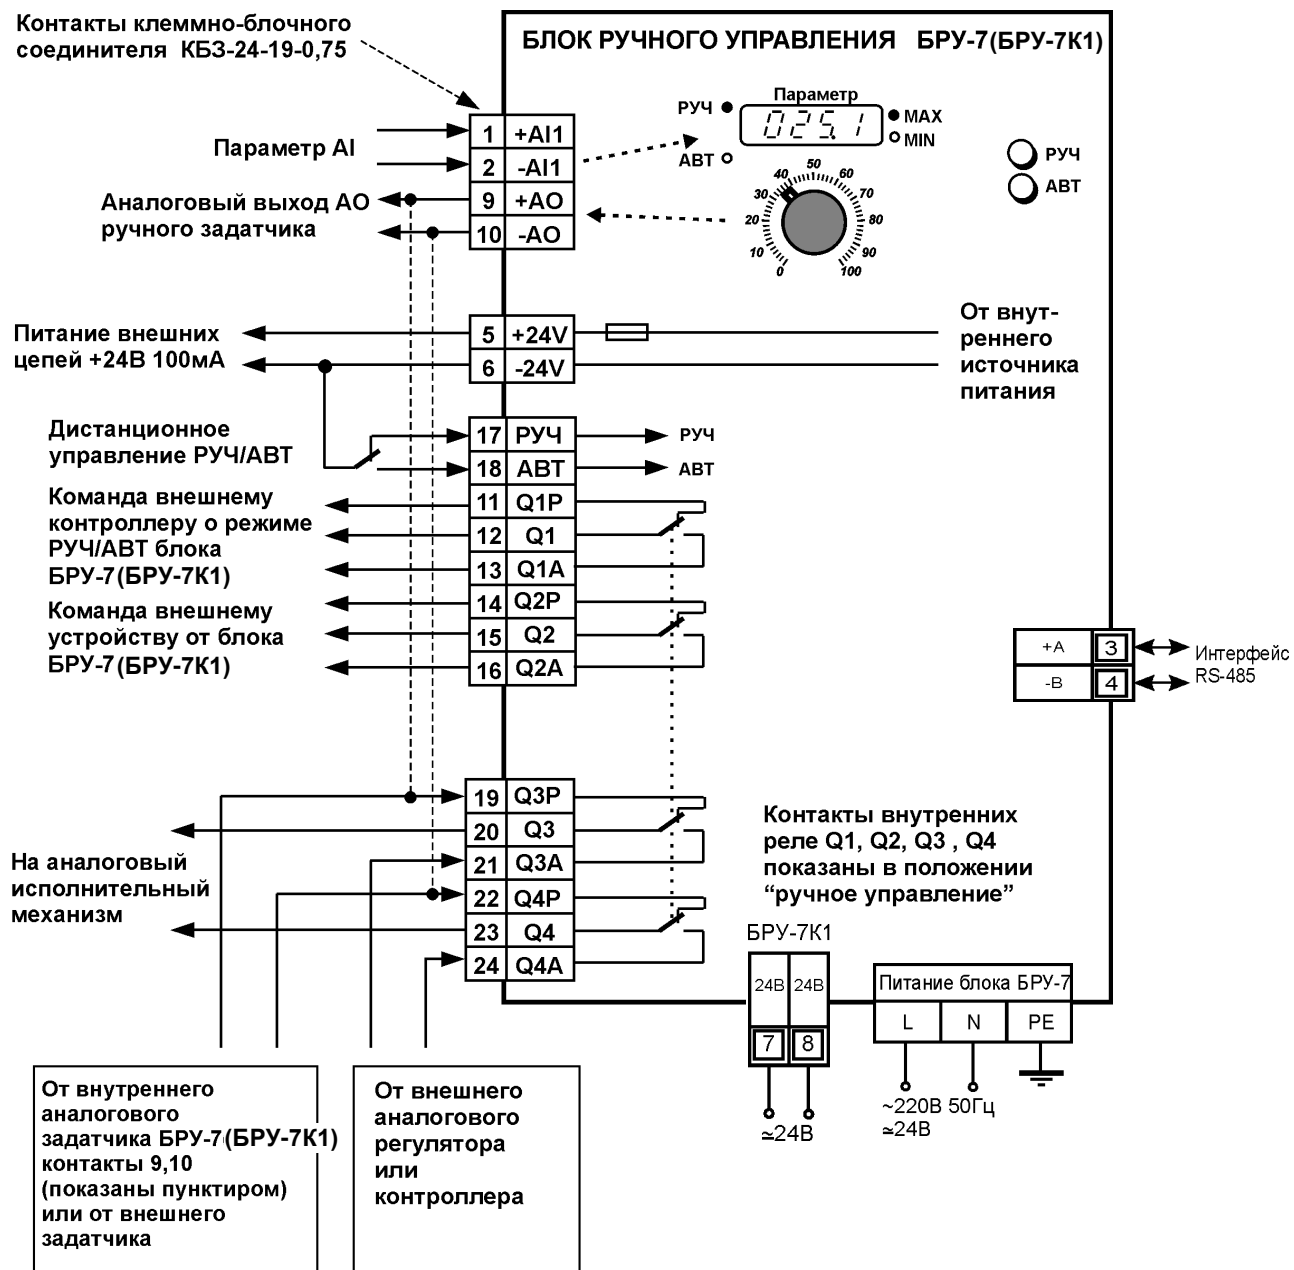 Контакты клеммно-блочного
соединителя КБЗ-24-19-0,75
БЛОК РУЧНОГО УПРАВЛЕНИЯ БРУ-7(БРУ-7К1)
Параметр
РУЧ
025.1
MAX
MIN
АВТ
РУЧ
АВТ
0
10
20
30
40
50
60
70
80
90
100
Параметр AI
1 +AI1
2 -AI1
Аналоговый выход АО
ручного задатчика
9 +AO
10 -AO
Питание внешних
цепей +24В 100мА
5 +24V
6 -24V
От внут-
реннего
источника
питания
Дистанционное
управление РУЧ/АВТ
17 РУЧ
РУЧ
18 АВТ
АВТ
Команда внешнему
контроллеру о режиме
РУЧ/АВТ блока
БРУ-7(БРУ-7К1)
11 Q1P
12 Q1
13 Q1A
Команда внешнему
устройству от блока
БРУ-7(БРУ-7К1)
14 Q2P
15 Q2
16 Q2A
+A 3
-B 4
Интерфейс
RS-485
На аналоговый
исполнительный
механизм
19 Q3P
20 Q3
21 Q3A
22 Q4P
23 Q4
24 Q4A
Контакты внутренних
реле Q1, Q2, Q3 , Q4
показаны в положении
“ручное управление”
БРУ-7К1
24В 24В
7 8
≃24В
Питание блока БРУ-7
L N PE
~220В 50Гц
≃24В
От внутреннего
аналогового
задатчика БРУ-7(БРУ-7К1)
контакты 9,10
(показаны пунктиром)
или от внешнего
задатчика
От внешнего
аналогового
регулятора
или
контроллера